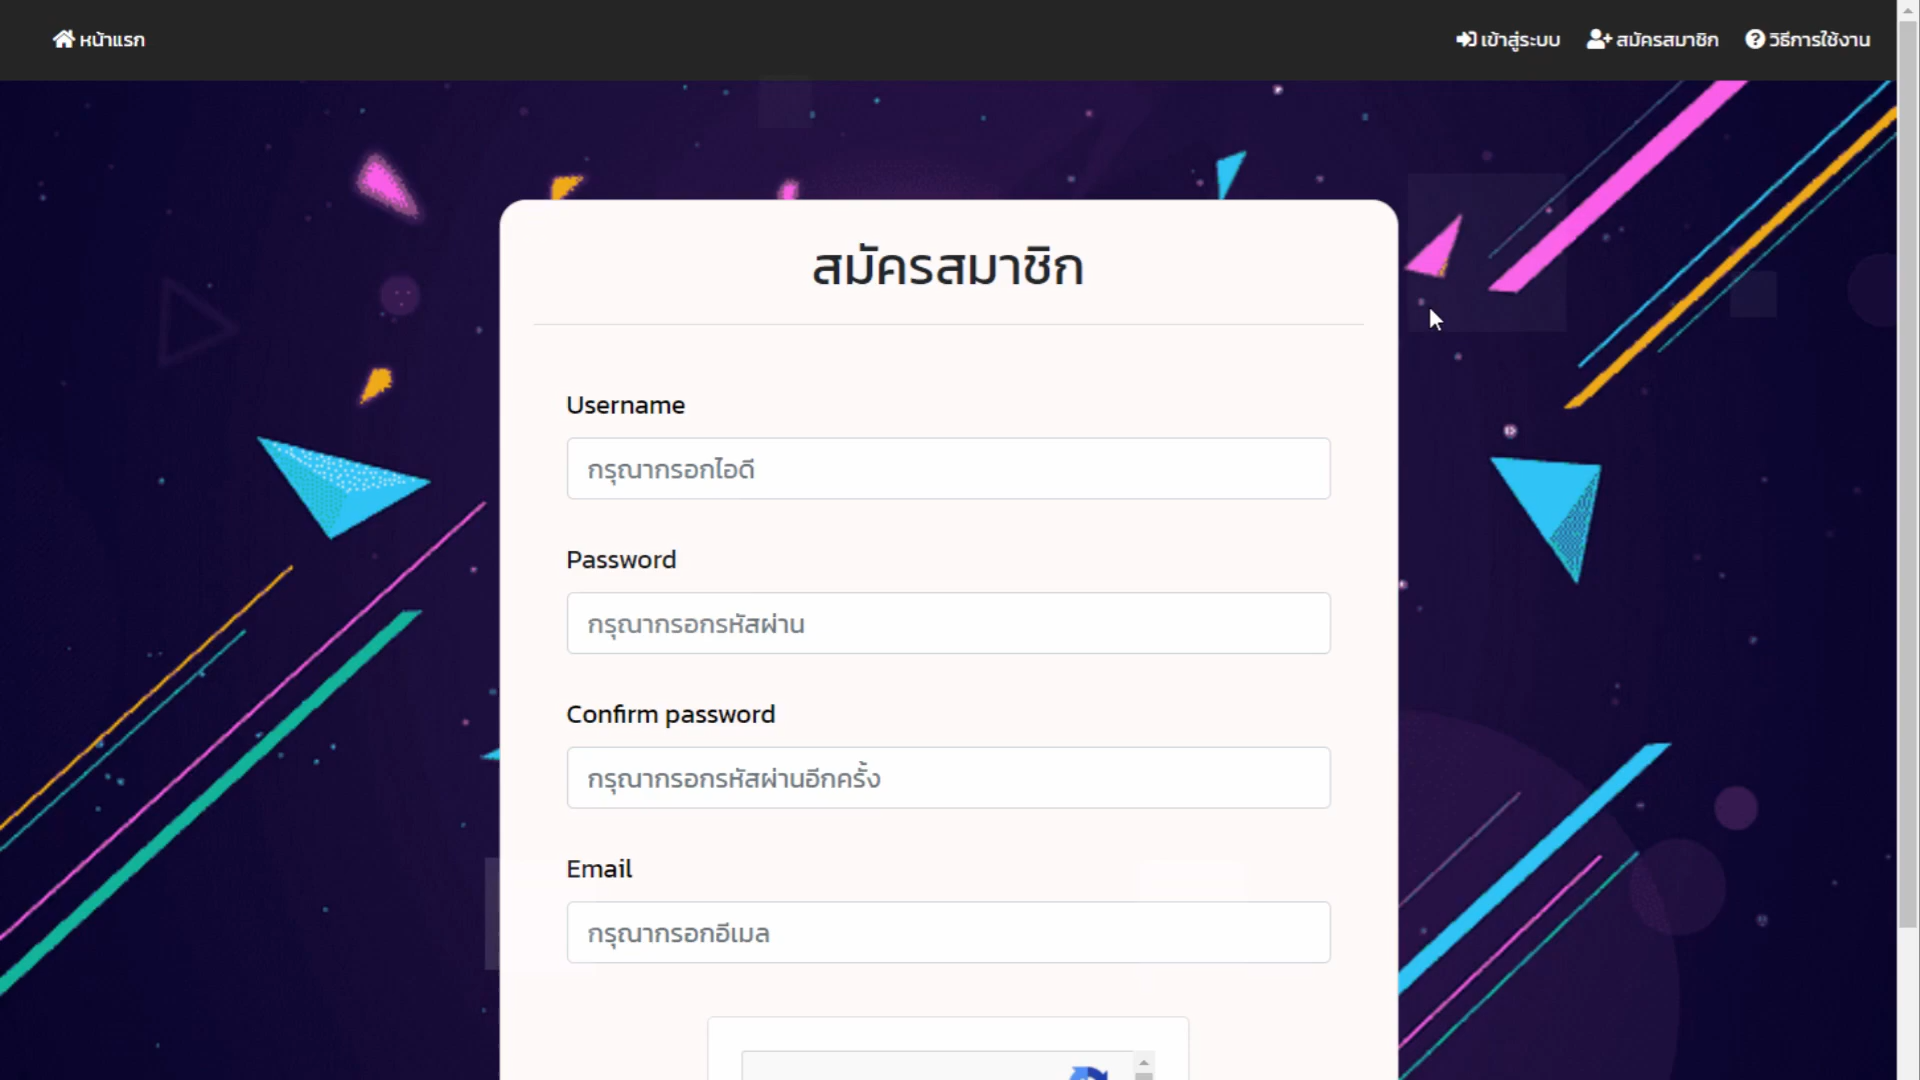 หน้าแรก
เข้าสู่ระบบ
สมัครสมาชิก
วิธีการใช้งาน
สมัครสมาชิก
Username
กรุณากรอกไอดี
Password
กรุณากรอกรหัสผ่าน
Confirm password
กรุณากรอกรหัสผ่านอีกครั้ง
Email
กรุณากรอกอีเมล